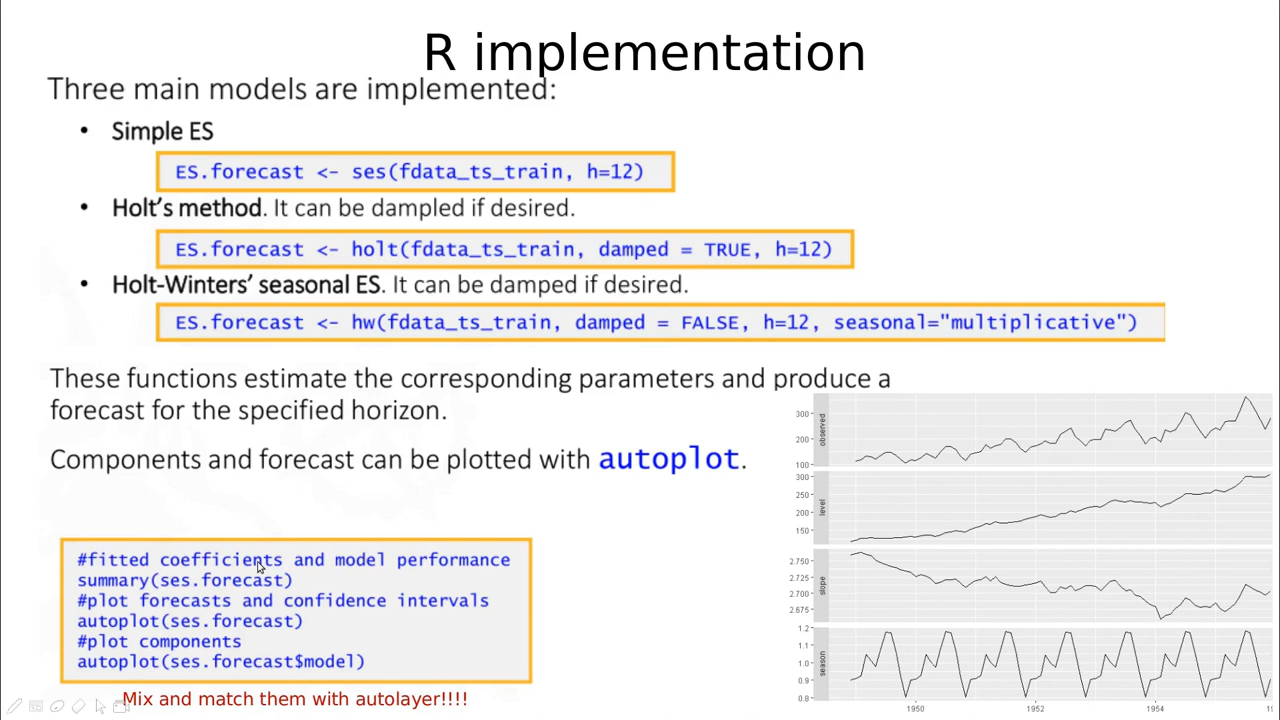 R implementation
Three main models are implemented:
• Simple ES
ES.forecast <- ses(fdata_ts_train, h=12)
• Holt's method. It can be dampled if desired.
ES.forecast <- holt(fdata_ts_train, damped = TRUE, h=12)
• Holt-Winters' seasonal ES. It can be damped if desired.
ES.forecast <- hw(fdata_ts_train, damped = FALSE, h=12, seasonal="multiplicative")
These functions estimate the corresponding parameters and produce a
forecast for the specified horizon.
Components and forecast can be plotted with autoplot.
#fitted coefficients and model performance
summary(ses.forecast)
#plot forecasts and confidence intervals
autoplot(ses.forecast)
#plot components
autoplot(ses.forecast$model)
Mix and match them with autolayer!!!!
observed
300
200
100
level
300
250
200
150
slope
2.750
2.725
2.700
2.675
season
1.2
1.1
1.0
0.9
0.8
1950 1952 1954